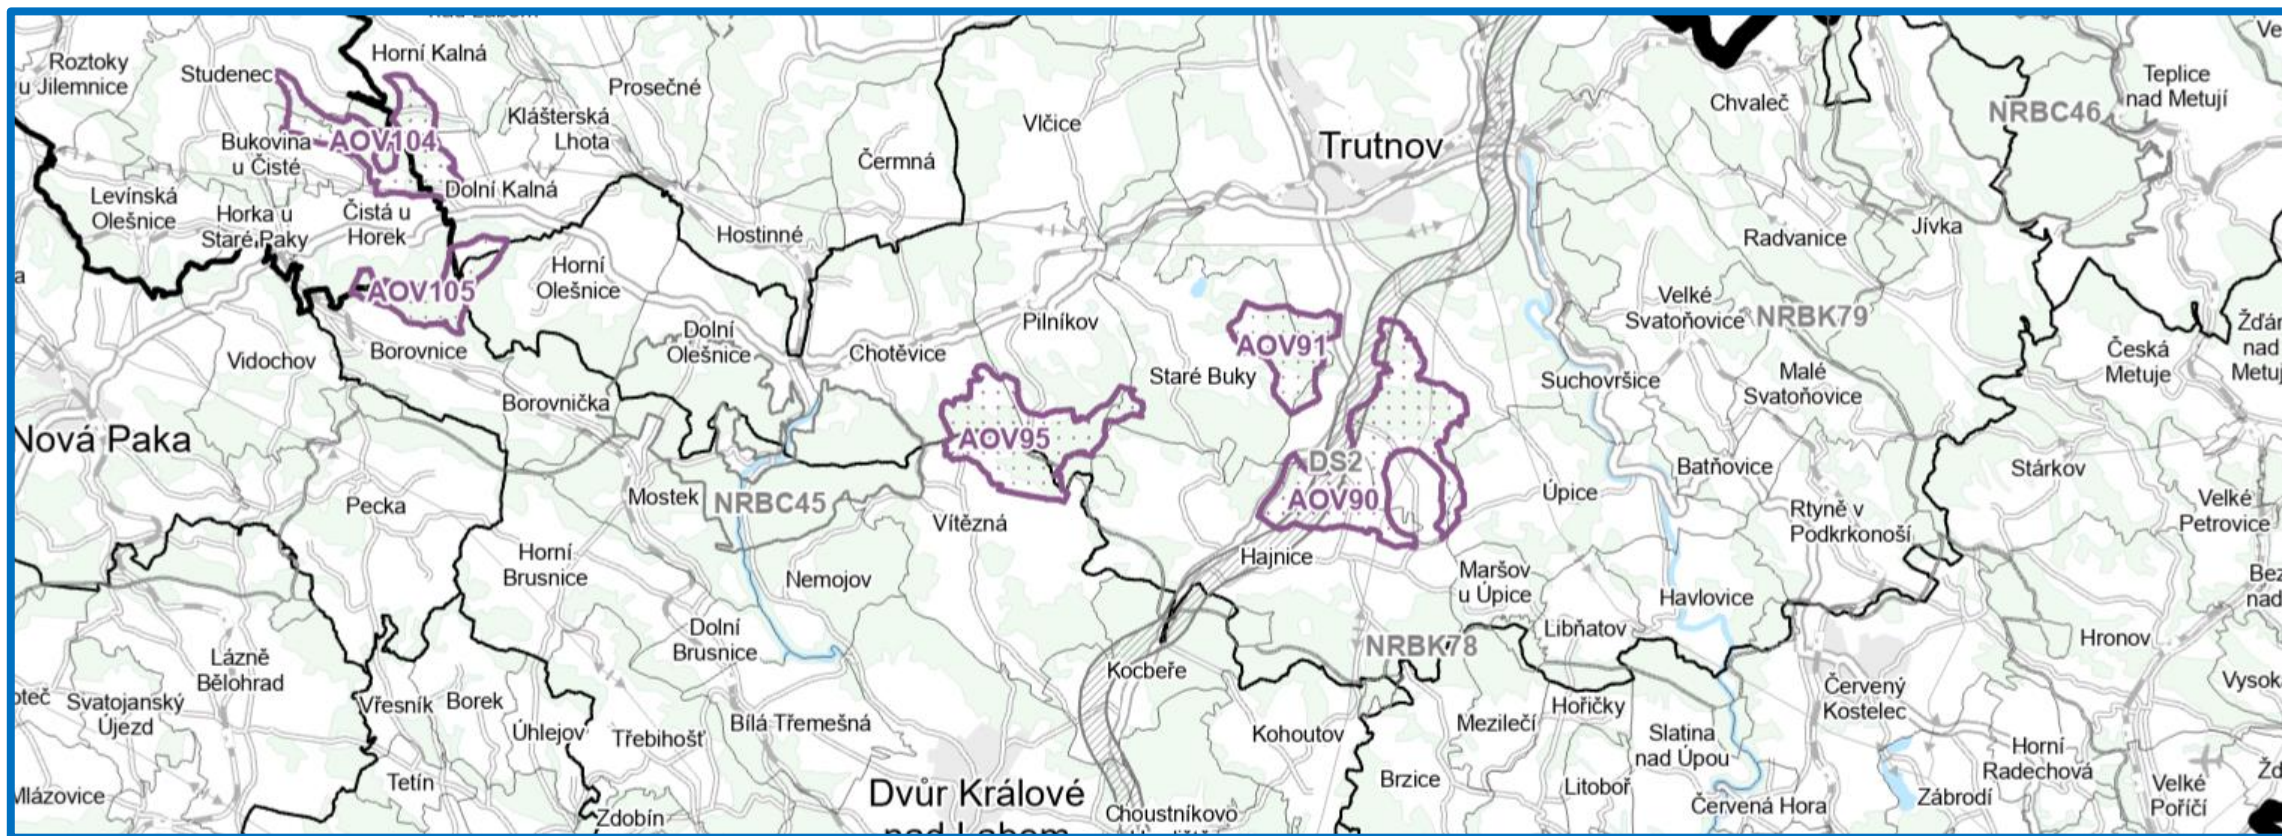 Roztoky
u Jilemnice
Studenec
Horní Kalná
Prosečné
Klášterská
Lhota
Bukovina
u Čisté
AOV104
Dolní Kalná
Levínská
Olešnice
Horka u
Staré Paky
Čistá u
Horek
AOV105
Horní
Olešnice
Hostinné
Čermná
Vlčice
Trutnov
Chvaleč
NRBC46
Teplice
nad Metují
Jívka
Radvanice
Velké
Svatoňovice
NRBK79
Malé
Svatoňovice
Česká
Metuje
Vidochov
Borovnice
Dolní
Olešnice
Chotěvice
Pilníkov
Staré Buky
AOV91
Suchovršice
Borovnička
AOV95
DS2
AOV90
Nová Paka
Pecka
Mostek
NRBC45
Vítězná
Hajnice
Úpice
Batňovice
Rtyně v
Podkrkonoší
Stárkov
Velké
Petrovice
Horní
Brusnice
Nemojov
Maršov
u Úpice
Havlovice
Libňatov
Hronov
Dolní
Brusnice
Kocbeře
NRBK78
Lázně
Bělohrad
Svatojanský
Újezd
Vřesník
Borek
Úhlejov
Třebihošť
Bílá Třemešná
Kohoutov
Mezilečí
Hořičky
Slatina
nad Úpou
Červený
Kostelec
Horní
Radechová
Velké
Poříčí
Zábrodí
Červená Hora
Litoboř
Brzice
Choustníkovo
Dvůr Králové
nad Labem
Zdobín
Tetín
Mlázovice